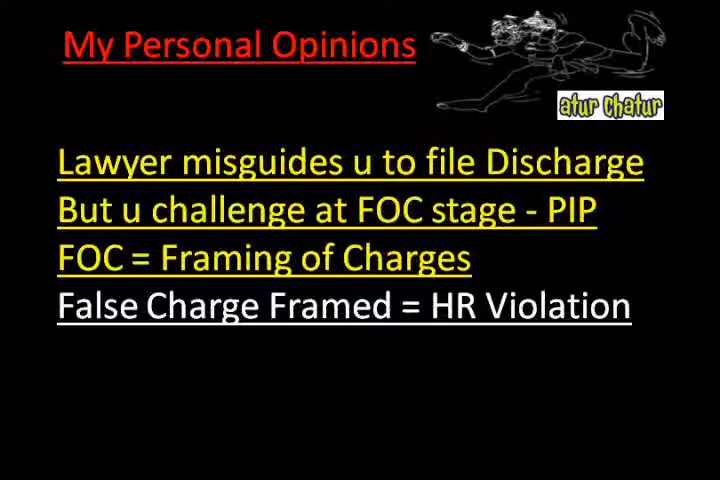 My Personal Opinions
atur chatur
Lawyer misguides u to file Discharge
But u challenge at FOC stage - PIP
FOC = Framing of Charges
False Charge Framed = HR Violation